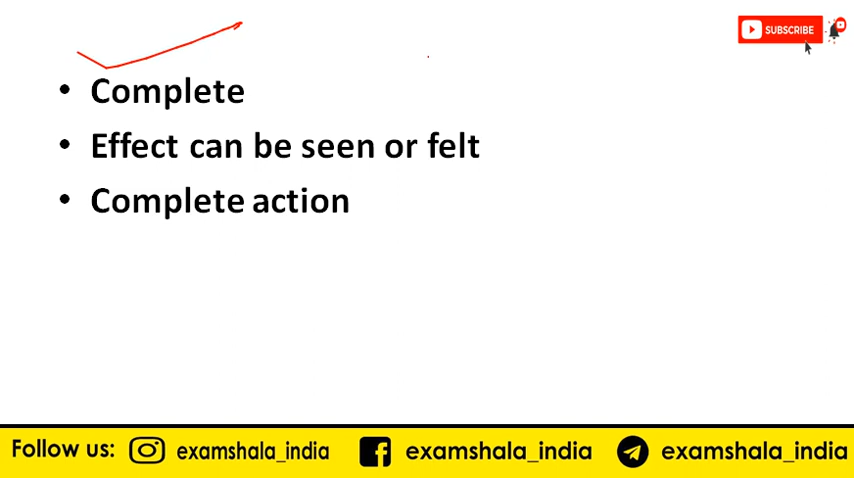 SUBSCRIBE
• Complete
• Effect can be seen or felt
• Complete action
Follow us: examshala_india examshala_india examshala_india